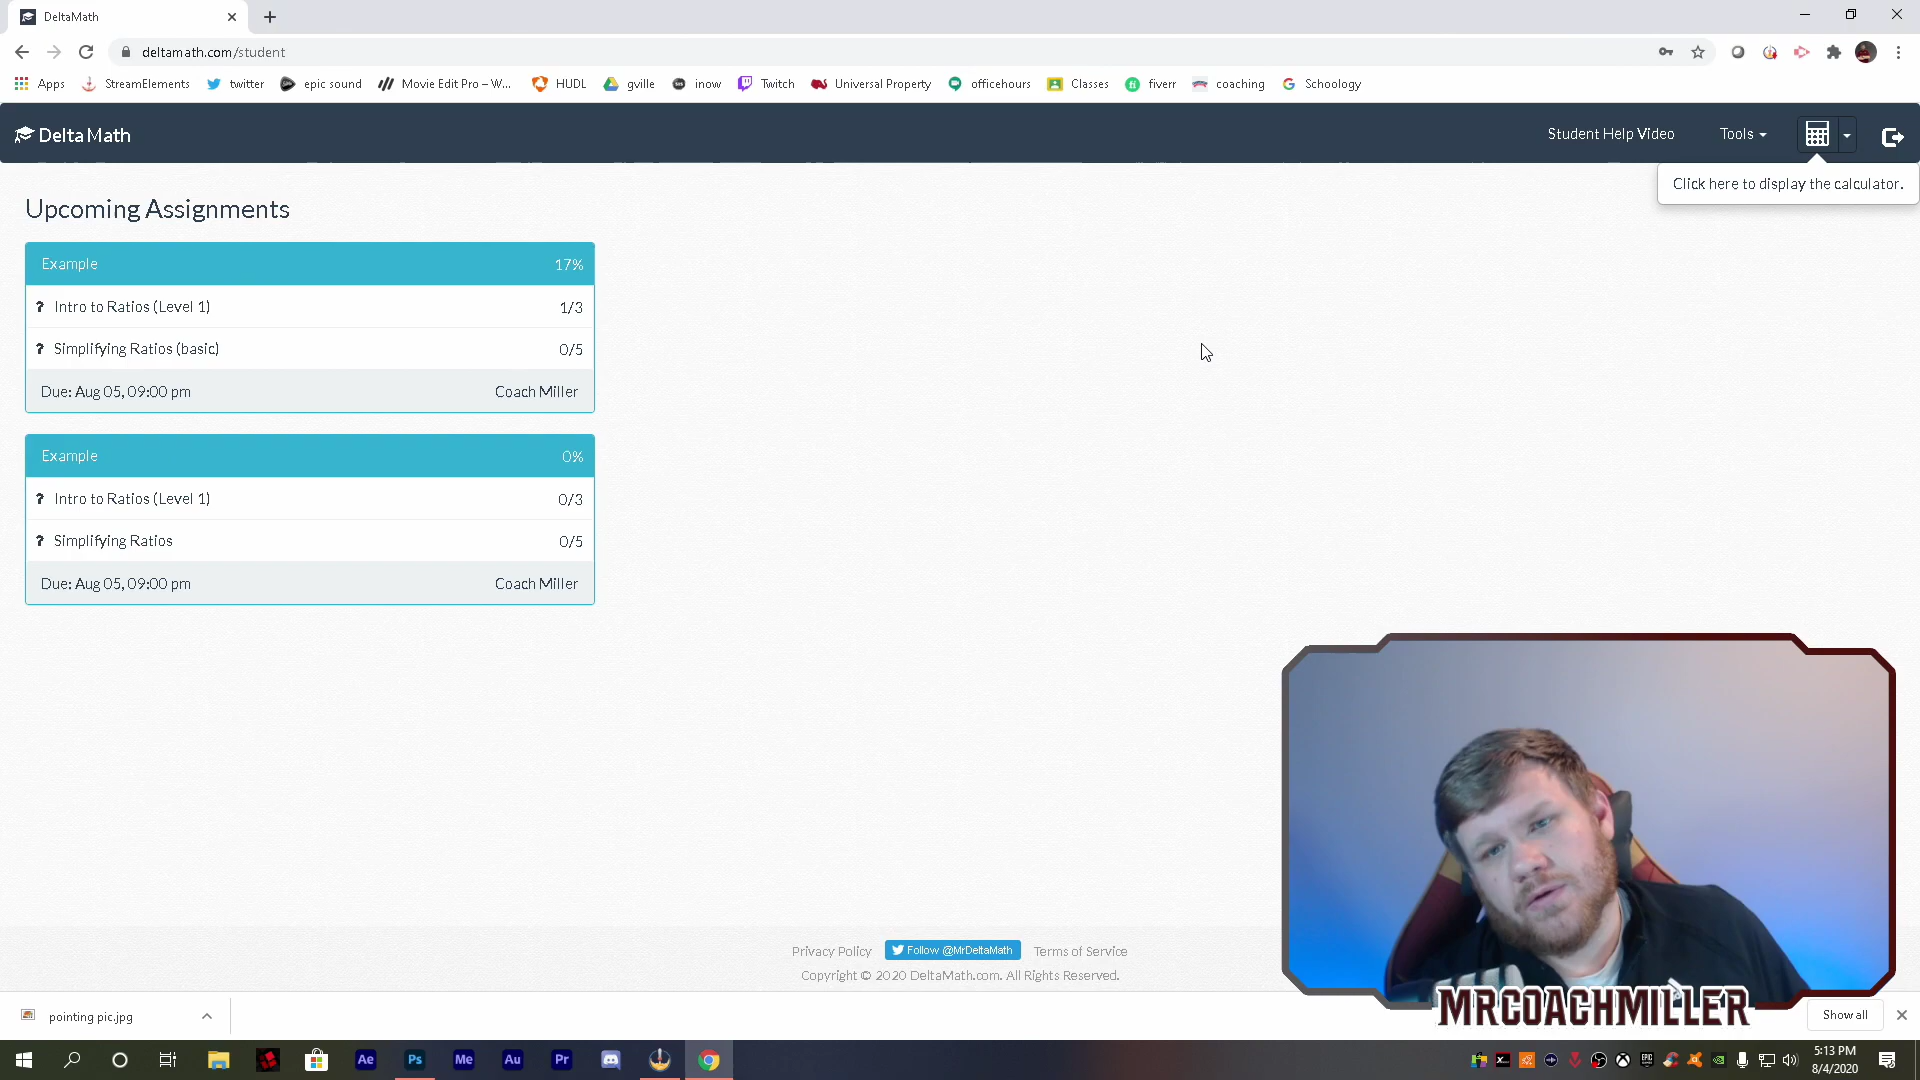 DeltaMath
deltamath.com/student
Apps StreamElements twitter epic sound Movie Edit Pro – W... HUDL gville inow Twitch Universal Property officehours Classes fiverr coaching Schoology
Delta Math Student Help Video Tools
Click here to display the calculator.
Upcoming Assignments
Example 17%
? Intro to Ratios (Level 1) 1/3
? Simplifying Ratios (basic) 0/5
Due: Aug 05, 09:00 pm Coach Miller
Example 0%
? Intro to Ratios (Level 1) 0/3
? Simplifying Ratios 0/5
Due: Aug 05, 09:00 pm Coach Miller
Privacy Policy Follow @MrDeltaMath Terms of Service
Copyright © 2020 DeltaMath.com. All Rights Reserved.
MRCOACHMILLER
pointing pic.jpg Show all
Ae Ps Me Au Pr
5:13 PM
8/4/2020